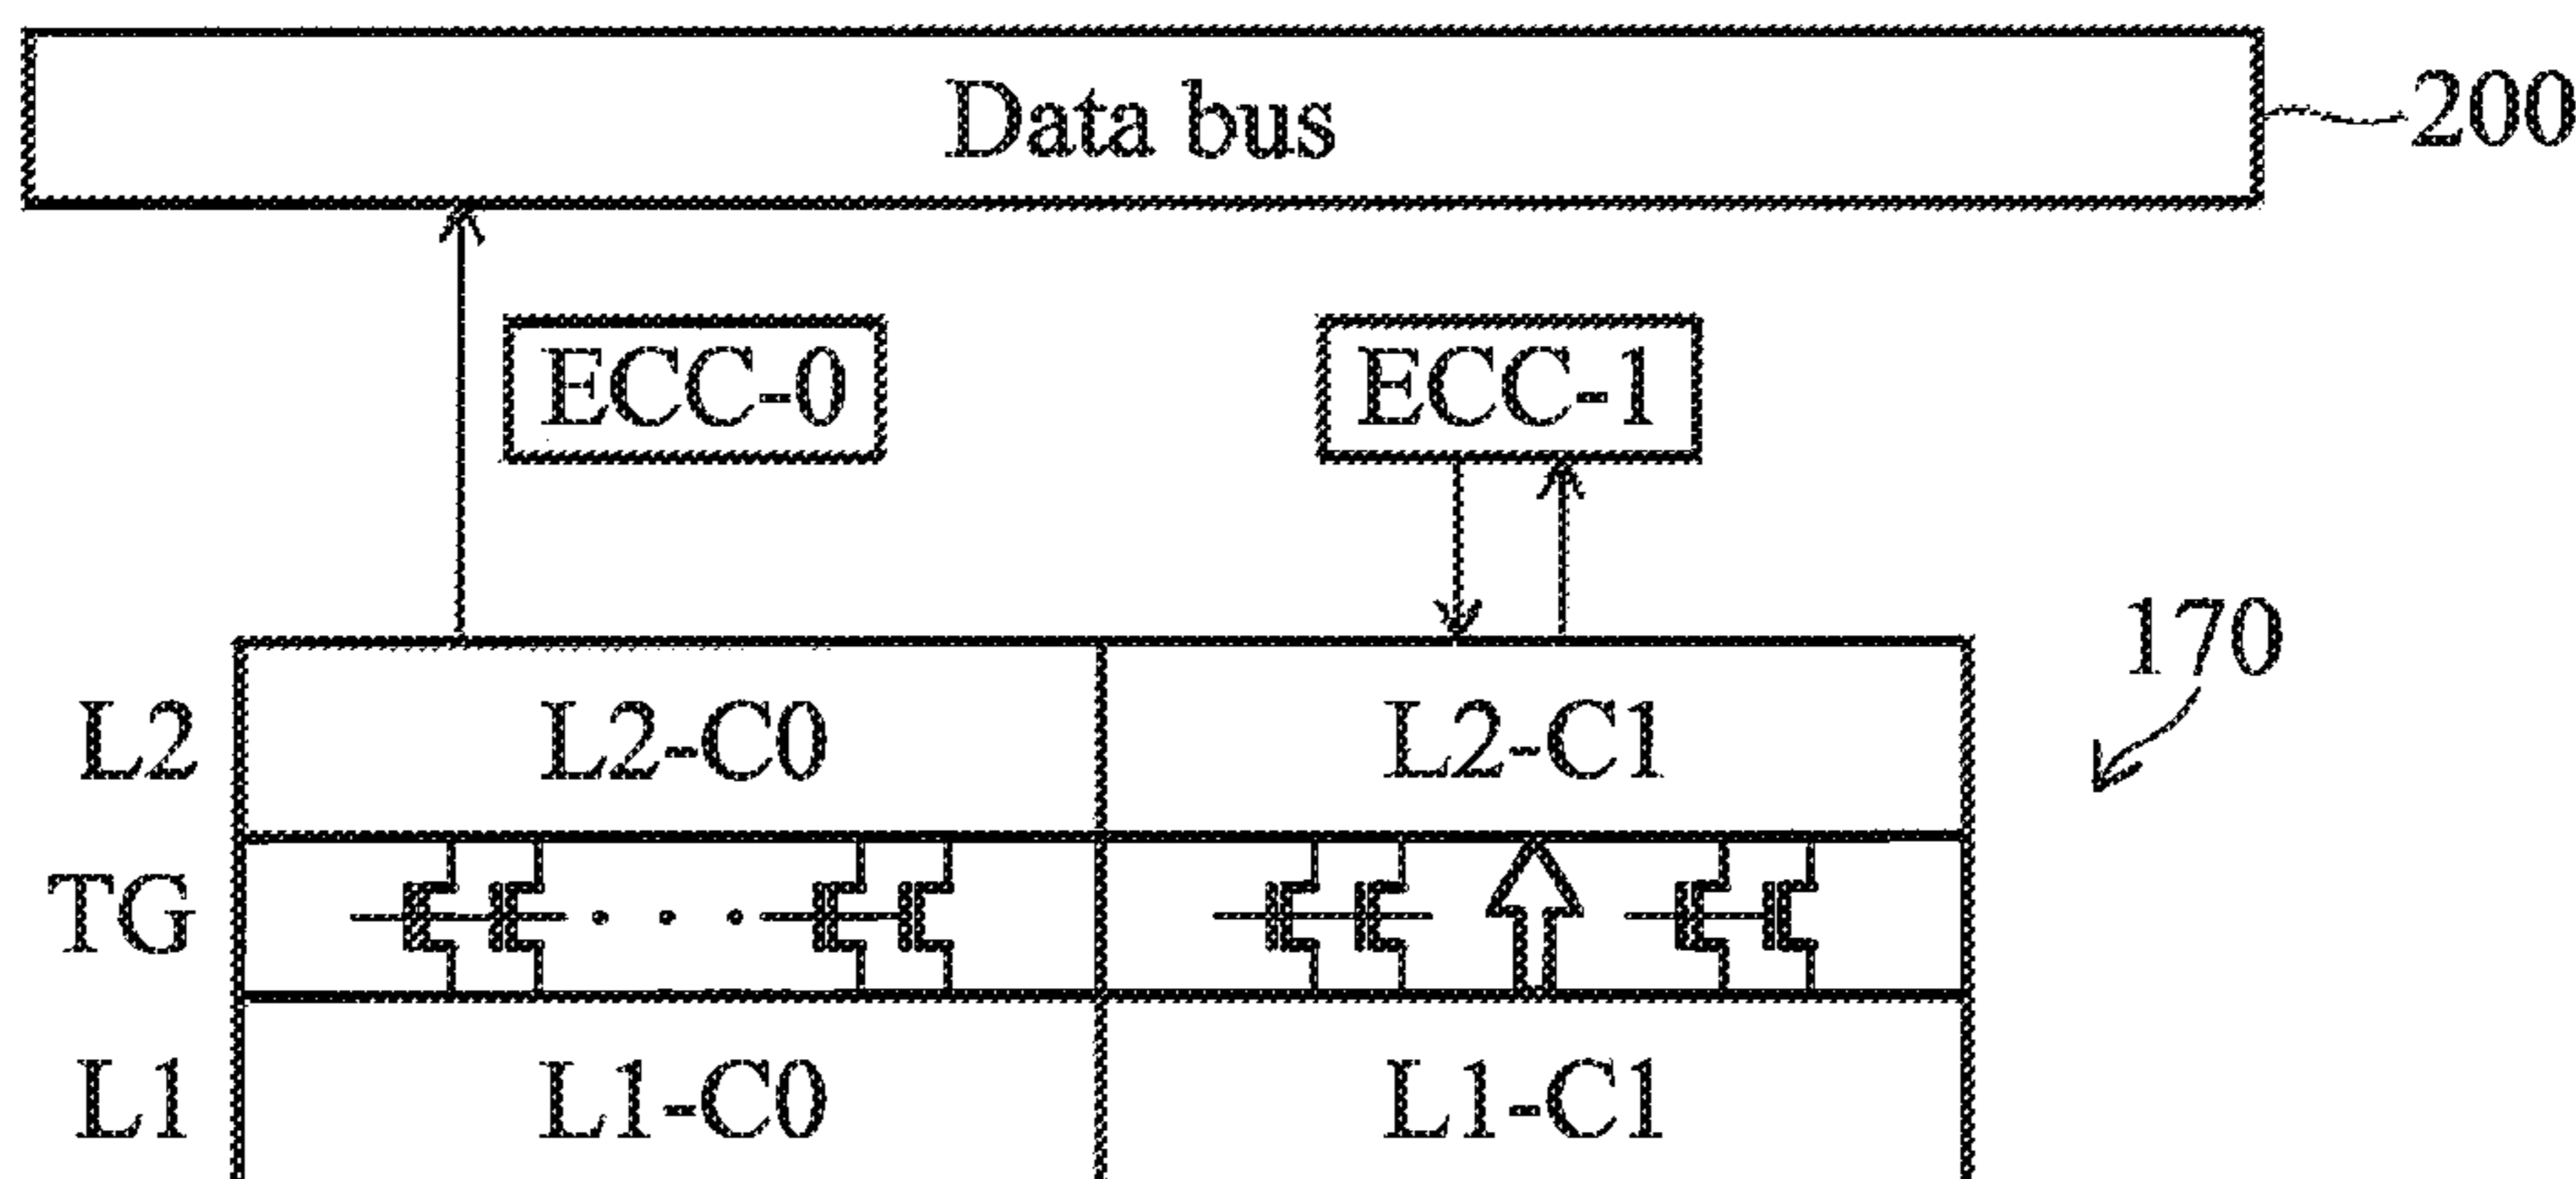 Data bus 200
ECC-0 ECC-1
170
L2 L2-C0 L2-C1
TG
L1 L1-C0 L1-C1